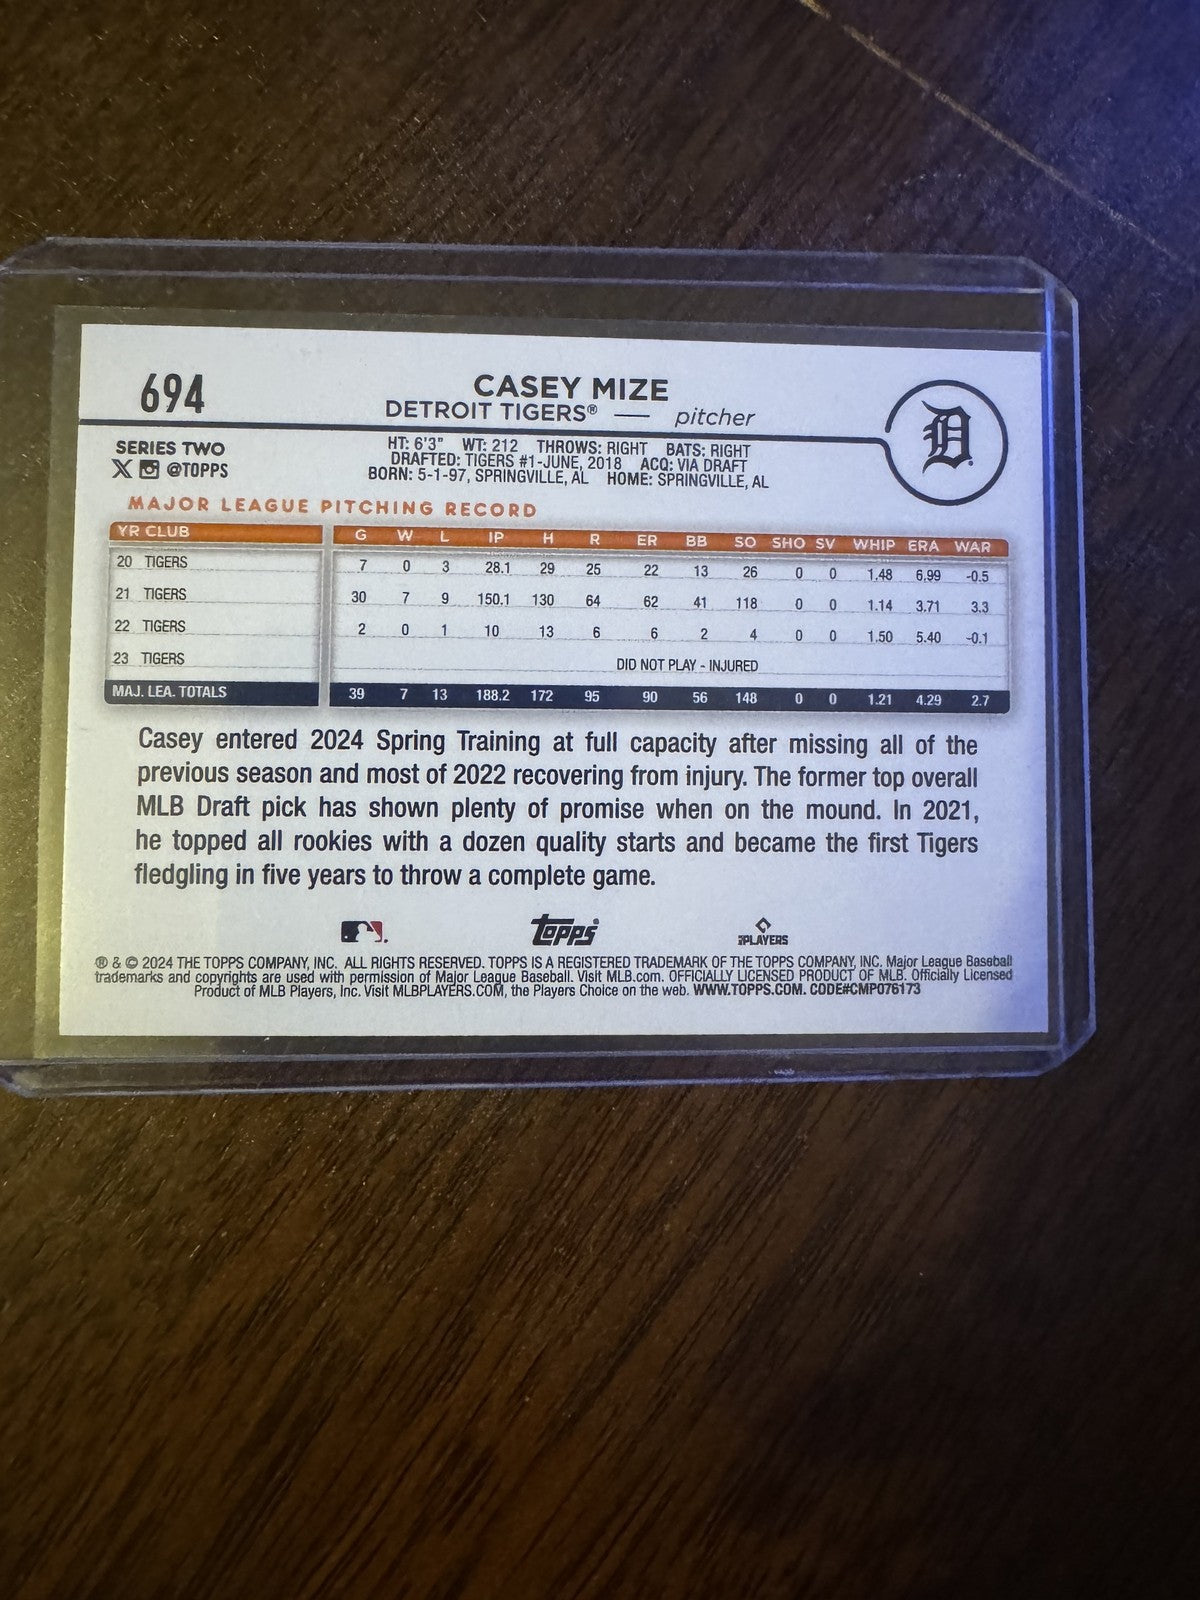 694
CASEY MIZE
DETROIT TIGERS® — pitcher
D
SERIES TWO
X @TOPPS
HT: 6'3" WT: 212 THROWS: RIGHT BATS: RIGHT
DRAFTED: TIGERS #1-JUNE, 2018 ACQ: VIA DRAFT
BORN: 5-1-97, SPRINGVILLE, AL HOME: SPRINGVILLE, AL
MAJOR LEAGUE PITCHING RECORD
YR CLUB G W L IP H R ER BB SO SHO SV WHIP ERA WAR
20 TIGERS 7 0 3 28.1 29 25 22 13 26 0 0 1.48 6.99 -0.5
21 TIGERS 30 7 9 150.1 130 64 62 41 118 0 0 1.14 3.71 3.3
22 TIGERS 2 0 1 10 13 6 6 2 4 0 0 1.50 5.40 -0.1
23 TIGERS DID NOT PLAY - INJURED
MAJ. LEA. TOTALS 39 7 13 188.2 172 95 90 56 148 0 0 1.21 4.29 2.7
Casey entered 2024 Spring Training at full capacity after missing all of the
previous season and most of 2022 recovering from injury. The former top overall
MLB Draft pick has shown plenty of promise when on the mound. In 2021,
he topped all rookies with a dozen quality starts and became the first Tigers
fledgling in five years to throw a complete game.
Topps
PLAYERS
® & © 2024 THE TOPPS COMPANY, INC. ALL RIGHTS RESERVED. TOPPS IS A REGISTERED TRADEMARK OF THE TOPPS COMPANY, INC. Major League Baseball
trademarks and copyrights are used with permission of Major League Baseball. Visit MLB.com. OFFICIALLY LICENSED PRODUCT OF MLB. Officially Licensed
Product of MLB Players, Inc. Visit MLBPLAYERS.COM, the Players Choice on the web. WWW.TOPPS.COM. CODE#CMP076173